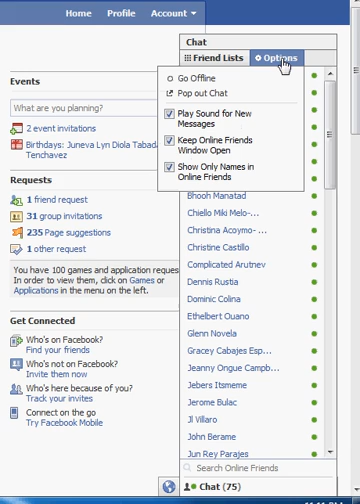 Home Profile Account
Chat
Friend Lists Options
Go Offline
Pop out Chat
Play Sound for New
Messages
Keep Online Friends
Window Open
Show Only Names in
Online Friends
Events
What are you planning?
2 event invitations
Birthdays: Juneva Lyn Diola Tabada
Tenchavez
Requests
1 friend request
31 group invitations
235 Page suggestions
1 other request
You have 100 games and application reques
In order to view them, click on Games or
Applications in the menu on the left.
Get Connected
Who's on Facebook?
Find your friends
Who's not on Facebook?
Invite them now
Who's here because of you?
Track your invites
Connect on the go
Try Facebook Mobile
Bhooh Manatad
Chiello Miki Melo-...
Christina Acoymo-...
Christine Castillo
Complicated Arutnev
Dennis Rustia
Dominic Colina
Ethelbert Ouano
Glenn Novela
Gracey Cabajes Esp...
Jeanny Ongue Campb...
Jebers Itsmeme
Jerome Bulac
Jl Villaro
John Berame
Jun Rey Parajes
Search Online Friends
Chat (75)